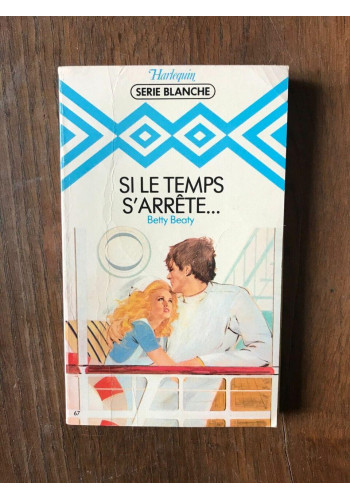 Harlequin
SERIE BLANCHE
SI LE TEMPS
S'ARRÊTE...
Betty Beaty
67